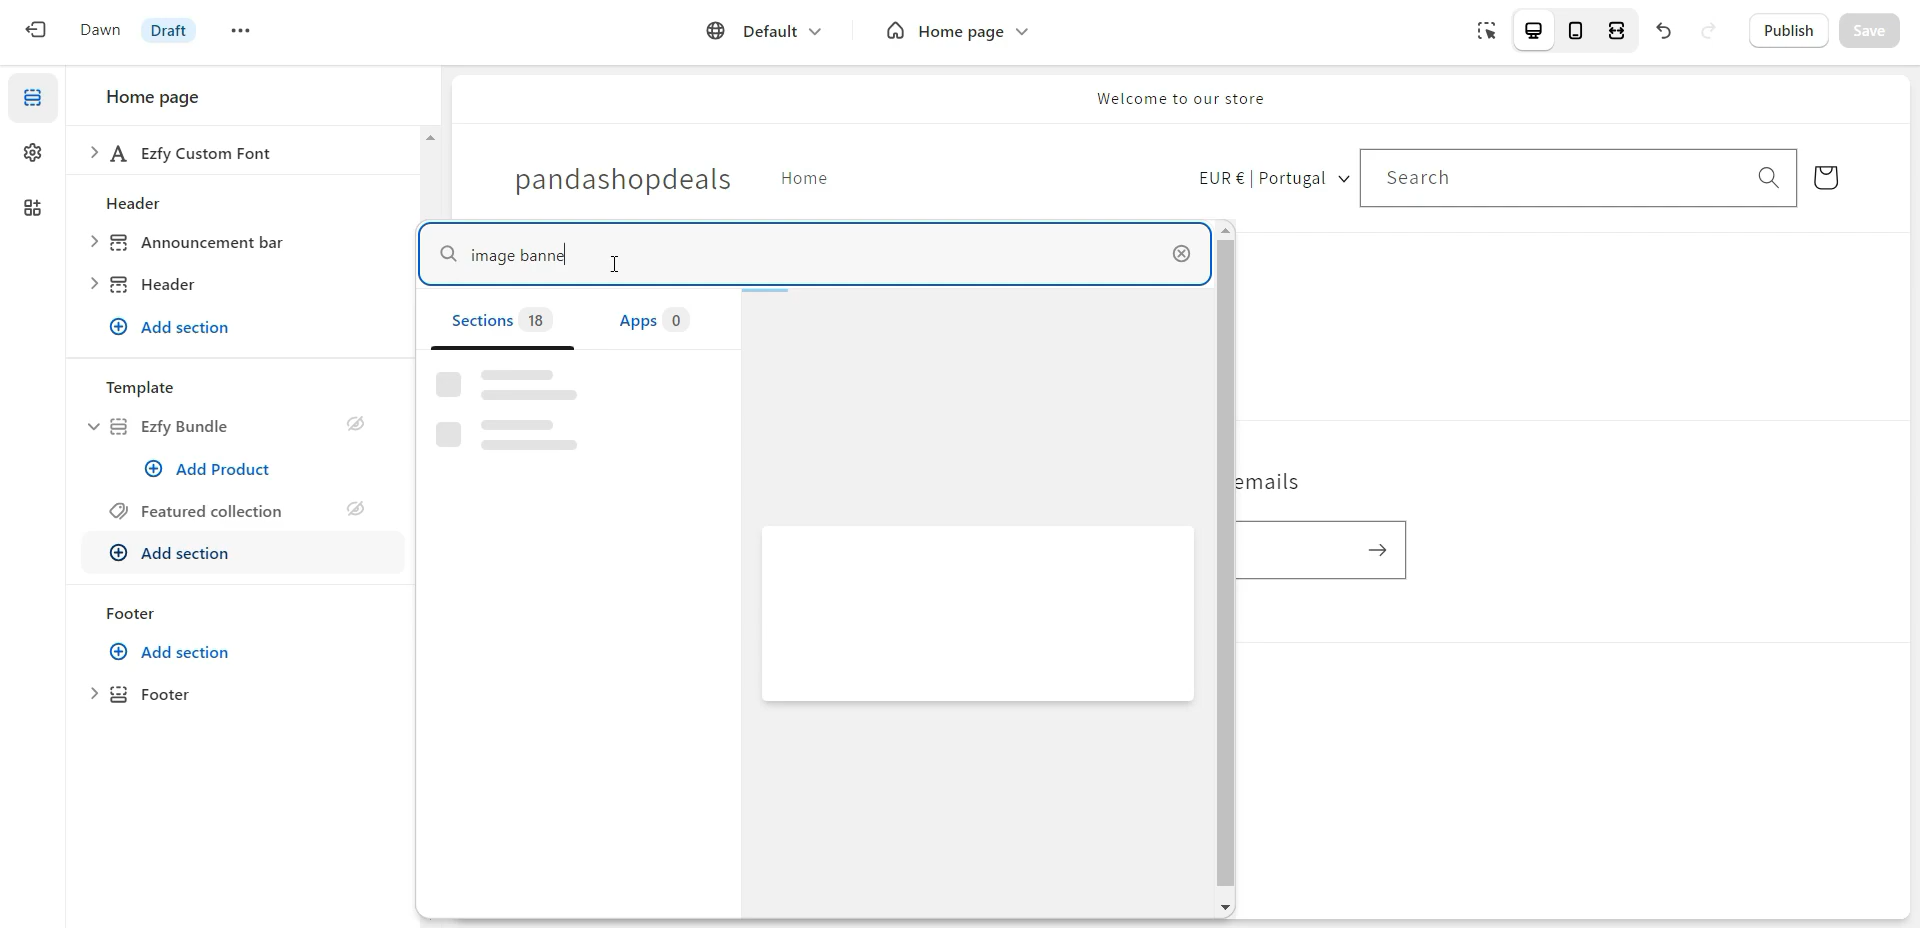 Dawn Draft ••• Default Home page Publish Save
Home page
Ezfy Custom Font
Header
Announcement bar
Header
Add section
Template
Ezfy Bundle
Add Product
Featured collection
Add section
Footer
Add section
Footer
Welcome to our store
pandashopdeals Home EUR € | Portugal Search
image banne
Sections 18 Apps 0
emails